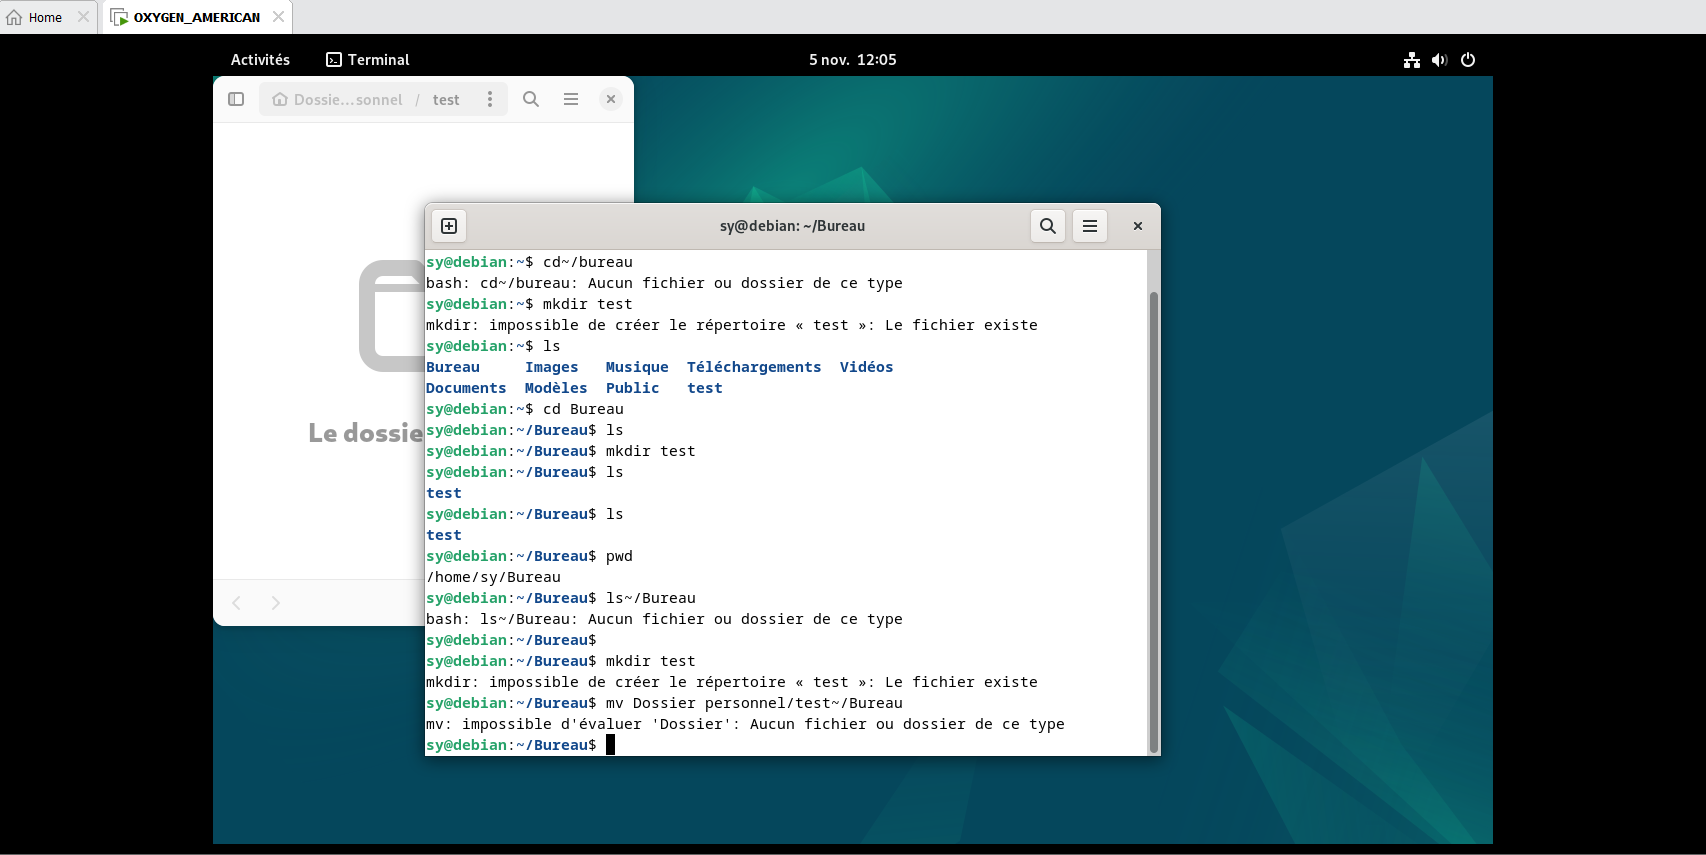 Home
OXYGEN_AMERICAN
Activités
Terminal
5 nov. 12:05
Dossie…sonnel / test
Le dossie
sy@debian: ~/Bureau
sy@debian:~$ cd~/bureau
bash: cd~/bureau: Aucun fichier ou dossier de ce type
sy@debian:~$ mkdir test
mkdir: impossible de créer le répertoire « test »: Le fichier existe
sy@debian:~$ ls
Bureau Images Musique Téléchargements Vidéos
Documents Modèles Public test
sy@debian:~$ cd Bureau
sy@debian:~/Bureau$ ls
sy@debian:~/Bureau$ mkdir test
sy@debian:~/Bureau$ ls
test
sy@debian:~/Bureau$ ls
test
sy@debian:~/Bureau$ pwd
/home/sy/Bureau
sy@debian:~/Bureau$ ls~/Bureau
bash: ls~/Bureau: Aucun fichier ou dossier de ce type
sy@debian:~/Bureau$
sy@debian:~/Bureau$ mkdir test
mkdir: impossible de créer le répertoire « test »: Le fichier existe
sy@debian:~/Bureau$ mv Dossier personnel/test~/Bureau
mv: impossible d'évaluer 'Dossier': Aucun fichier ou dossier de ce type
sy@debian:~/Bureau$